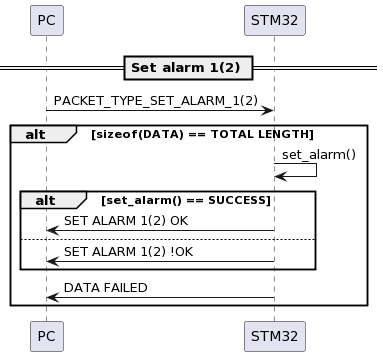 PC STM32
Set alarm 1(2)
PACKET_TYPE_SET_ALARM_1(2)
alt [sizeof(DATA) == TOTAL LENGTH]
set_alarm()
alt [set_alarm() == SUCCESS]
SET ALARM 1(2) OK
SET ALARM 1(2) !OK
DATA FAILED
PC STM32